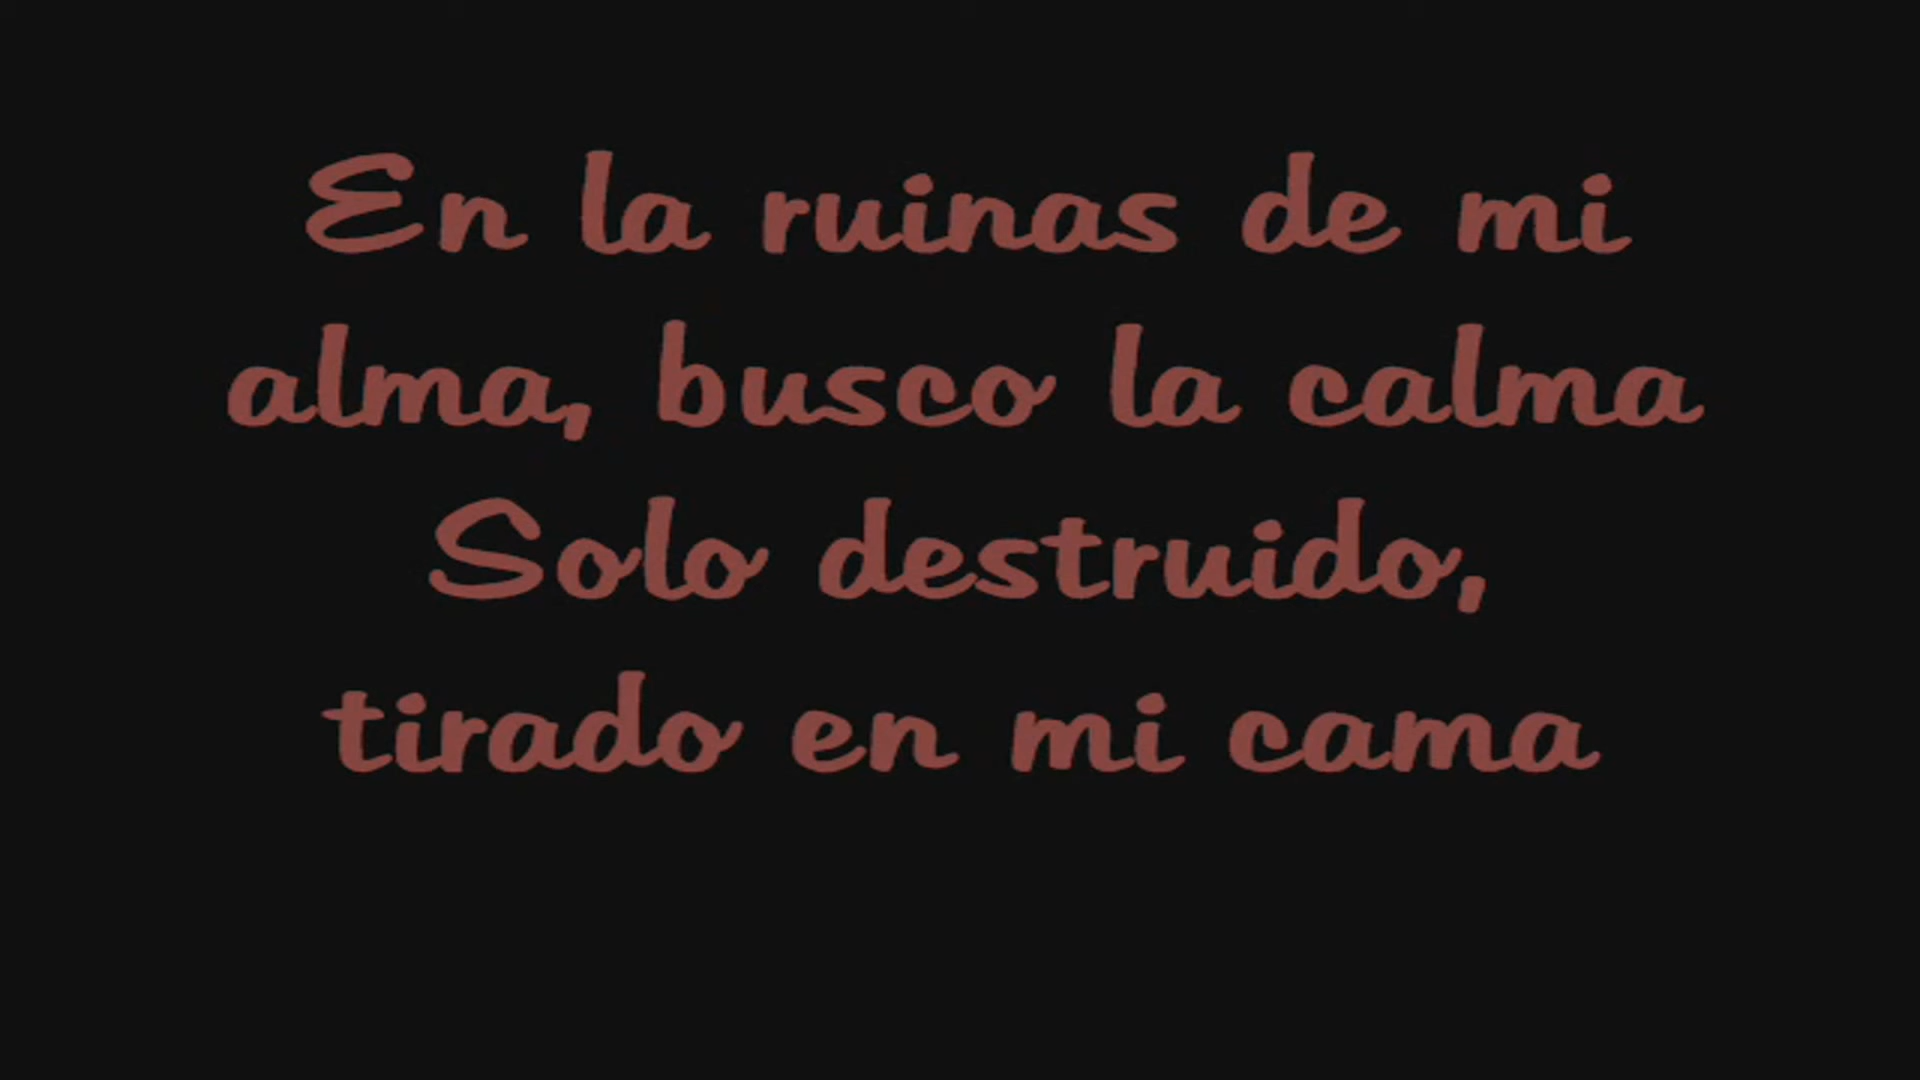 En la ruinas de mi
alma, busco la calma
Solo destruido,
tirado en mi cama